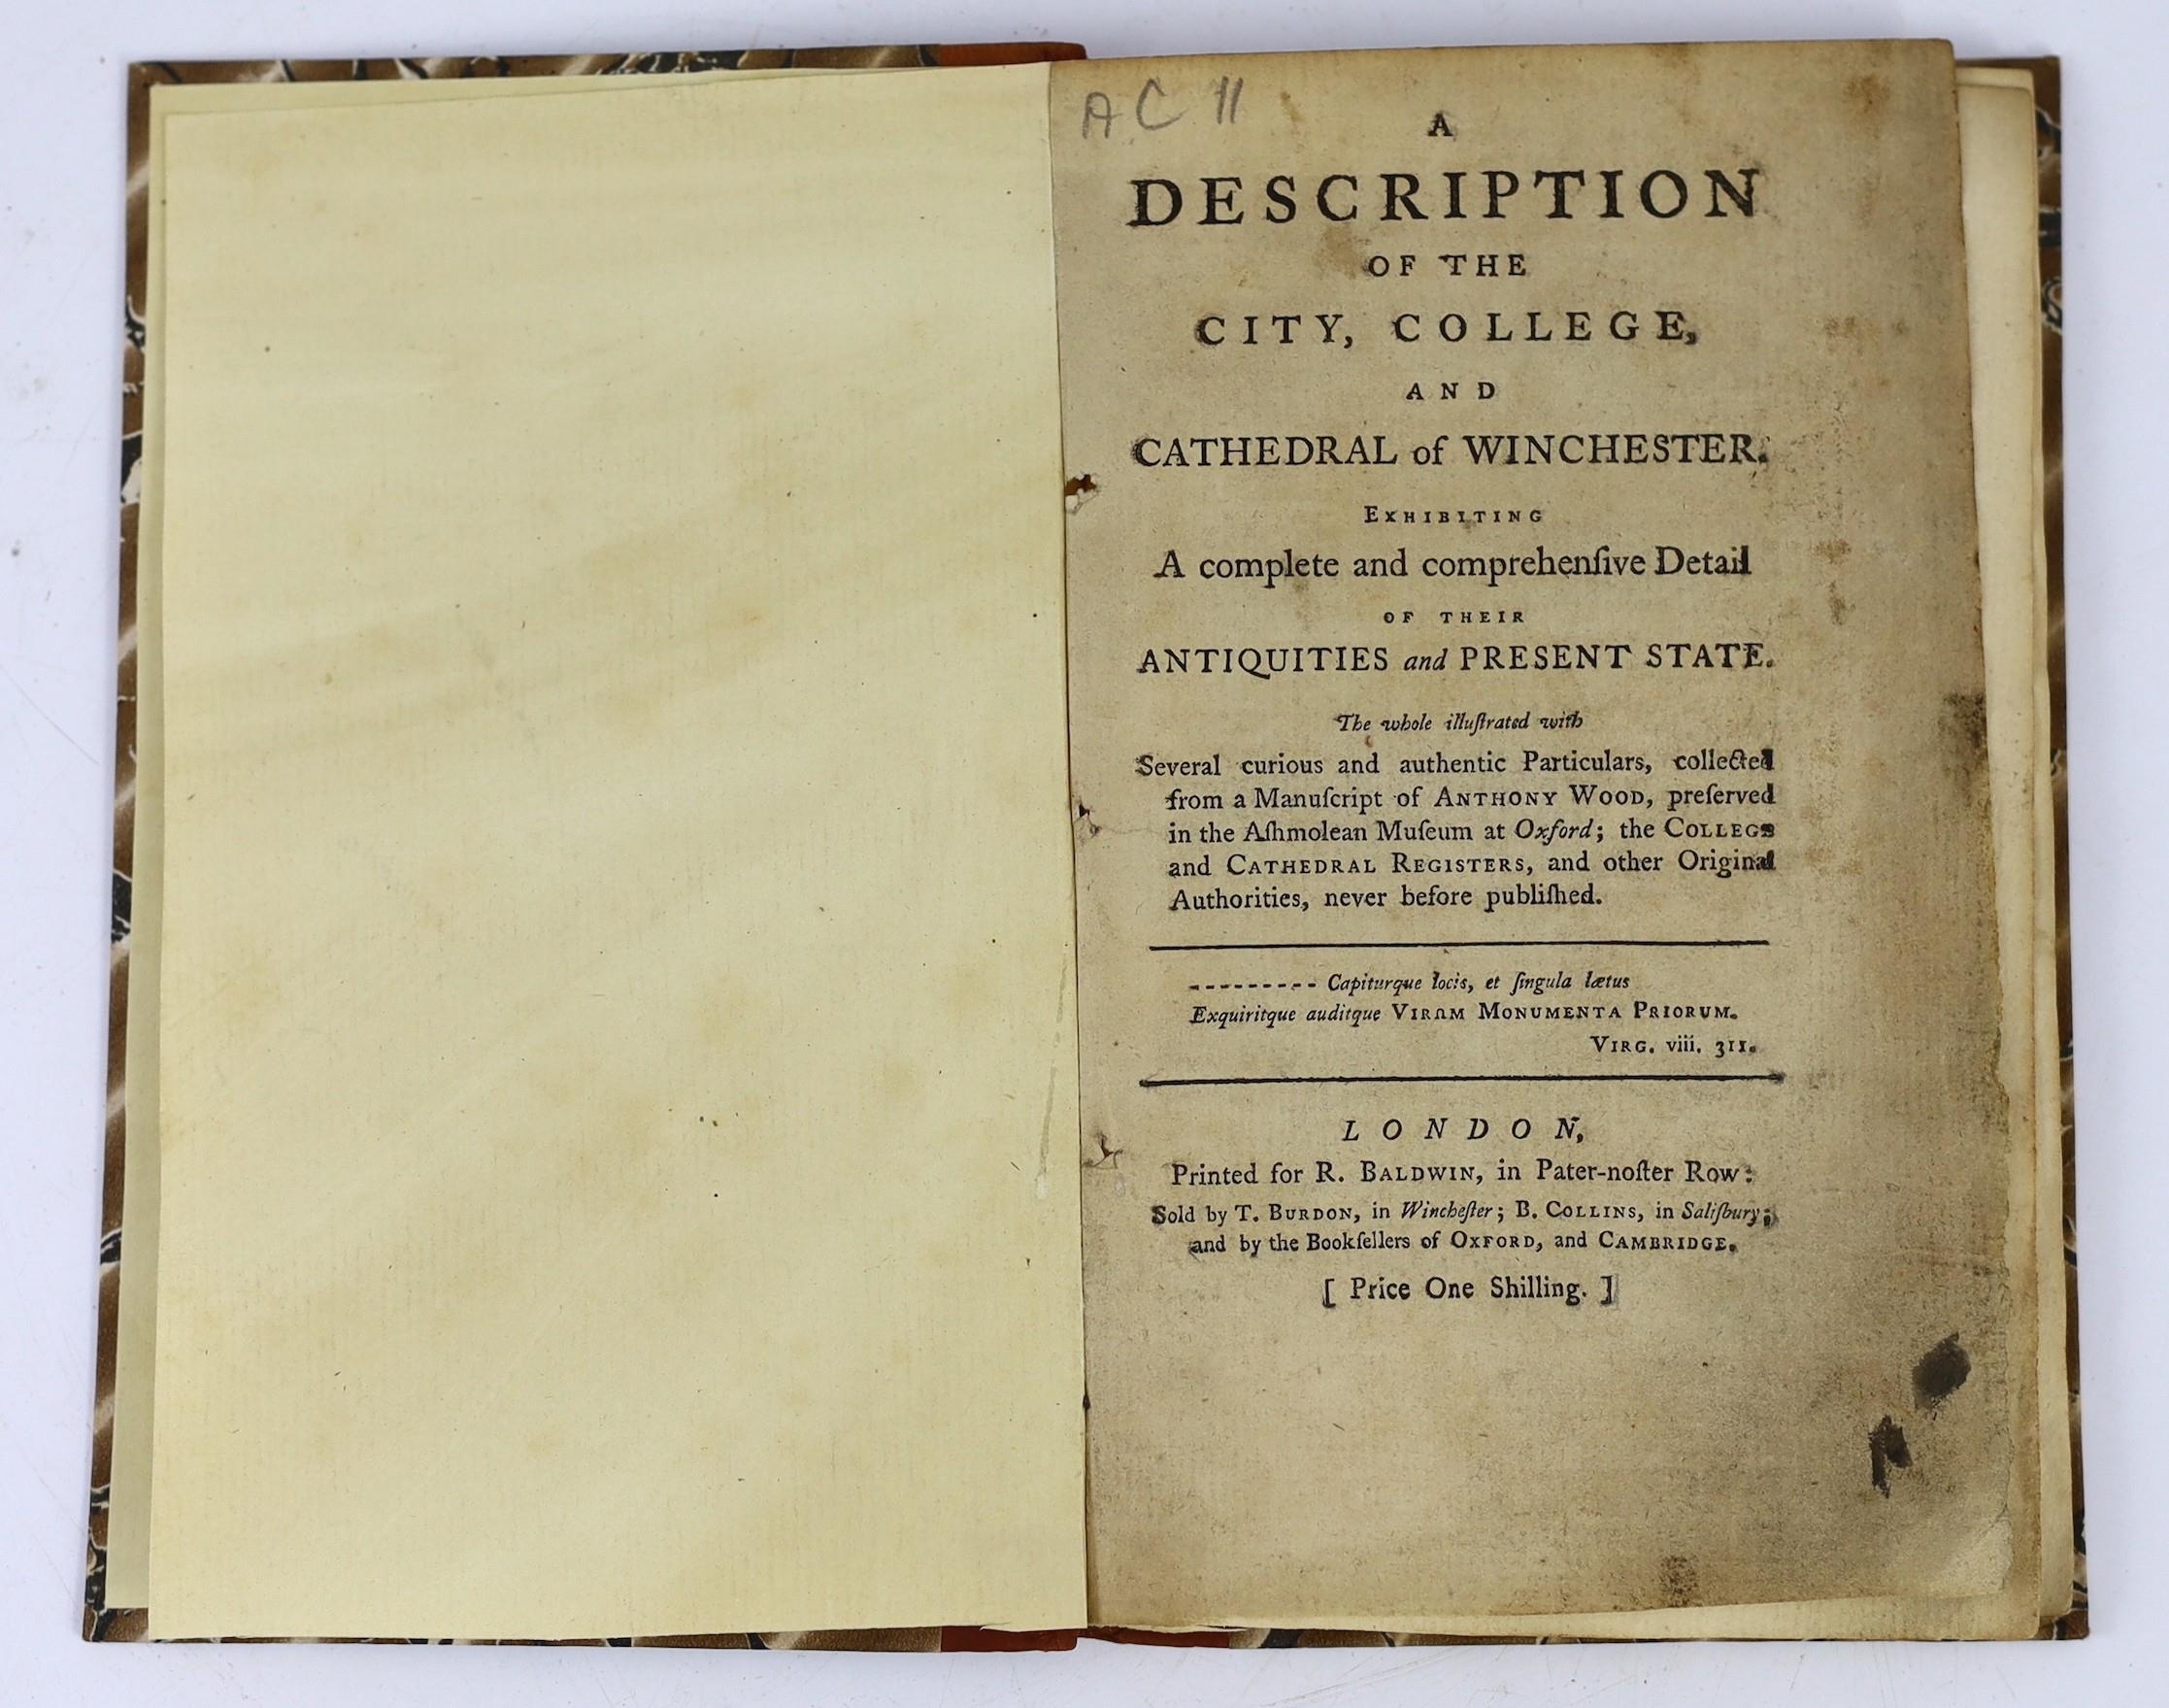 AC 11
A
DESCRIPTION
OF THE
CITY, COLLEGE,
AND
CATHEDRAL of WINCHESTER.
EXHIBITING
A complete and comprehenſive Detail
OF THEIR
ANTIQUITIES and PRESENT STATE.
The whole illuſtrated with
Several curious and authentic Particulars, collected
from a Manuſcript of ANTHONY WOOD, preſerved
in the Aſhmolean Muſeum at Oxford; the COLLEGE
and CATHEDRAL REGISTERS, and other Original
Authorities, never before publiſhed.
--------- Capiturque locis, et ſingula lætus
Exquiritque auditque VIRUM MONUMENTA PRIORUM.
VIRG. viii. 311.
LONDON,
Printed for R. BALDWIN, in Pater-noſter Row:
Sold by T. BURDON, in Wincheſter; B. COLLINS, in Saliſbury;
and by the Bookſellers of OXFORD, and CAMBRIDGE.
[ Price One Shilling. ]